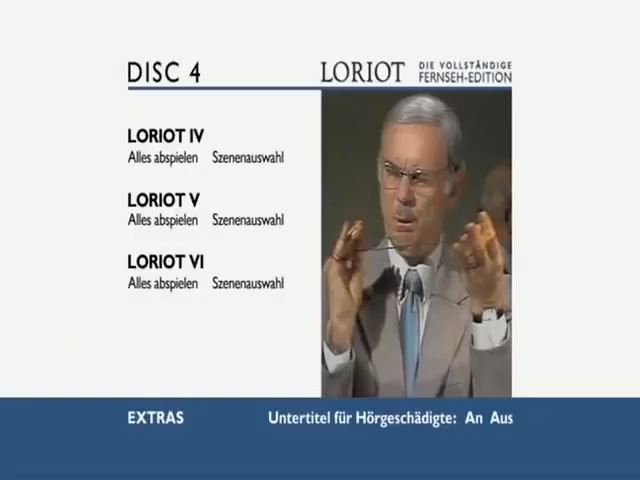 DISC 4
LORIOT DIE VOLLSTÄNDIGE FERNSEH-EDITION
LORIOT IV
Alles abspielen Szenenauswahl
LORIOT V
Alles abspielen Szenenauswahl
LORIOT VI
Alles abspielen Szenenauswahl
EXTRAS Untertitel für Hörgeschädigte: An Aus